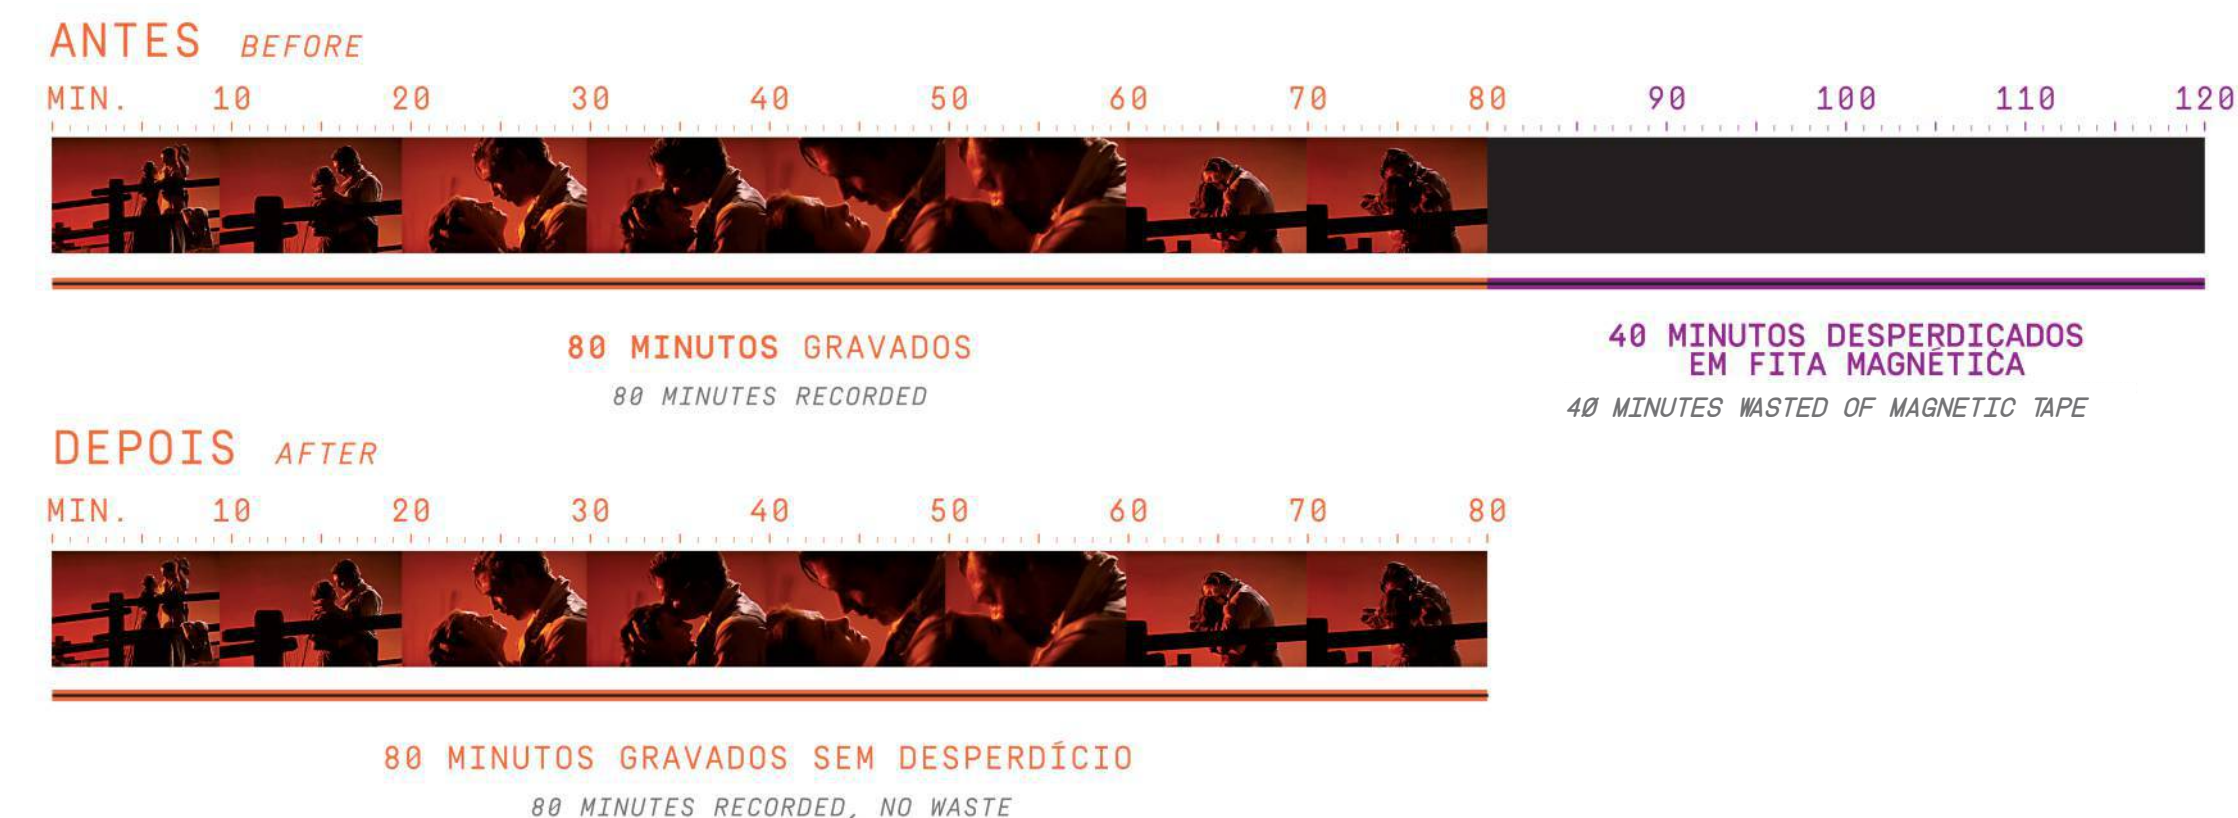 ANTES BEFORE
MIN. 10 20 30 40 50 60 70 80 90 100 110 120
80 MINUTOS GRAVADOS
80 MINUTES RECORDED
40 MINUTOS DESPERDIÇADOS
EM FITA MAGNÉTICA
40 MINUTES WASTED OF MAGNETIC TAPE
DEPOIS AFTER
MIN. 10 20 30 40 50 60 70 80
80 MINUTOS GRAVADOS SEM DESPERDÍCIO
80 MINUTES RECORDED, NO WASTE